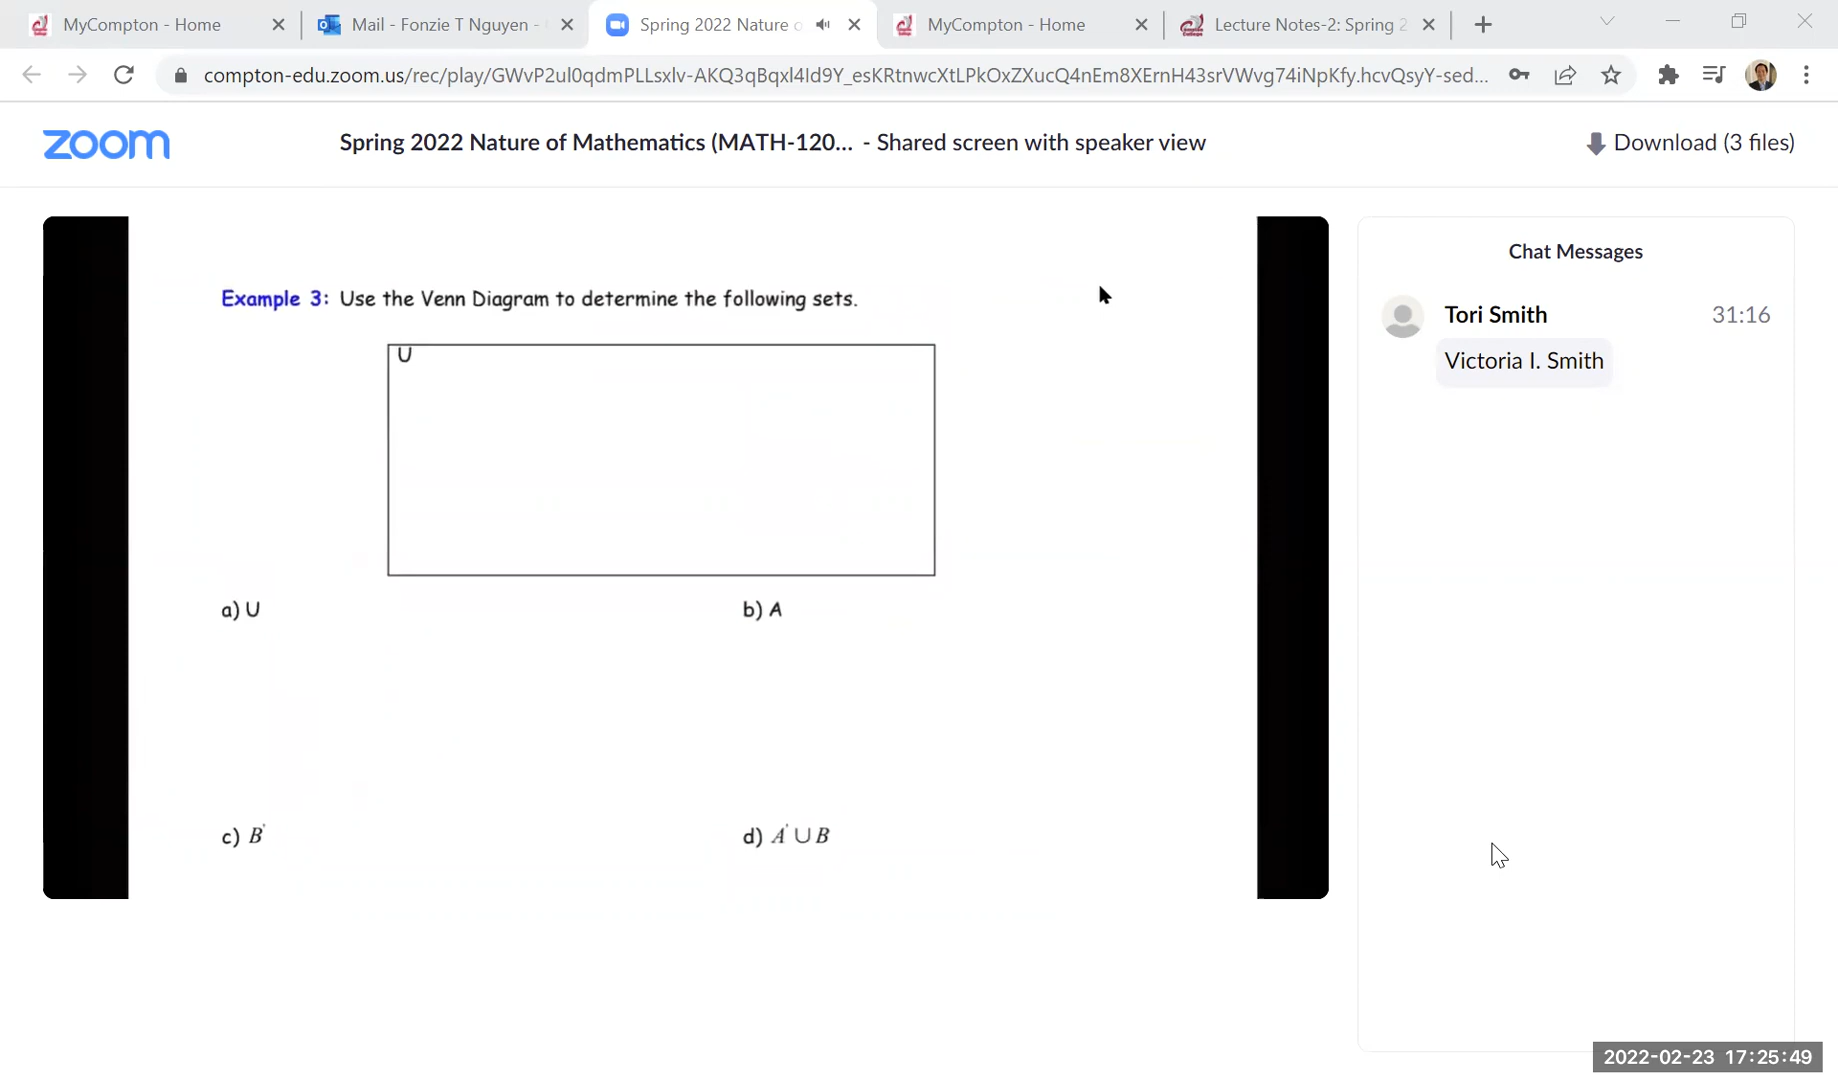 MyCompton - Home
Mail - Fonzie T Nguyen -
Spring 2022 Nature o
MyCompton - Home
Lecture Notes-2: Spring 2
compton-edu.zoom.us/rec/play/GWvP2ul0qdmPLLsxlv-AKQ3qBqxl4Id9Y_esKRtnwcXtLPkOxZXucQ4nEm8XErnH43srVWvg74iNpKfy.hcvQsyY-sed...
zoom
Spring 2022 Nature of Mathematics (MATH-120... - Shared screen with speaker view
Download (3 files)
Example 3: Use the Venn Diagram to determine the following sets.
U
a) U
b) A
c) B'
d) A' ∪ B
Chat Messages
Tori Smith 31:16
Victoria I. Smith
2022-02-23 17:25:49